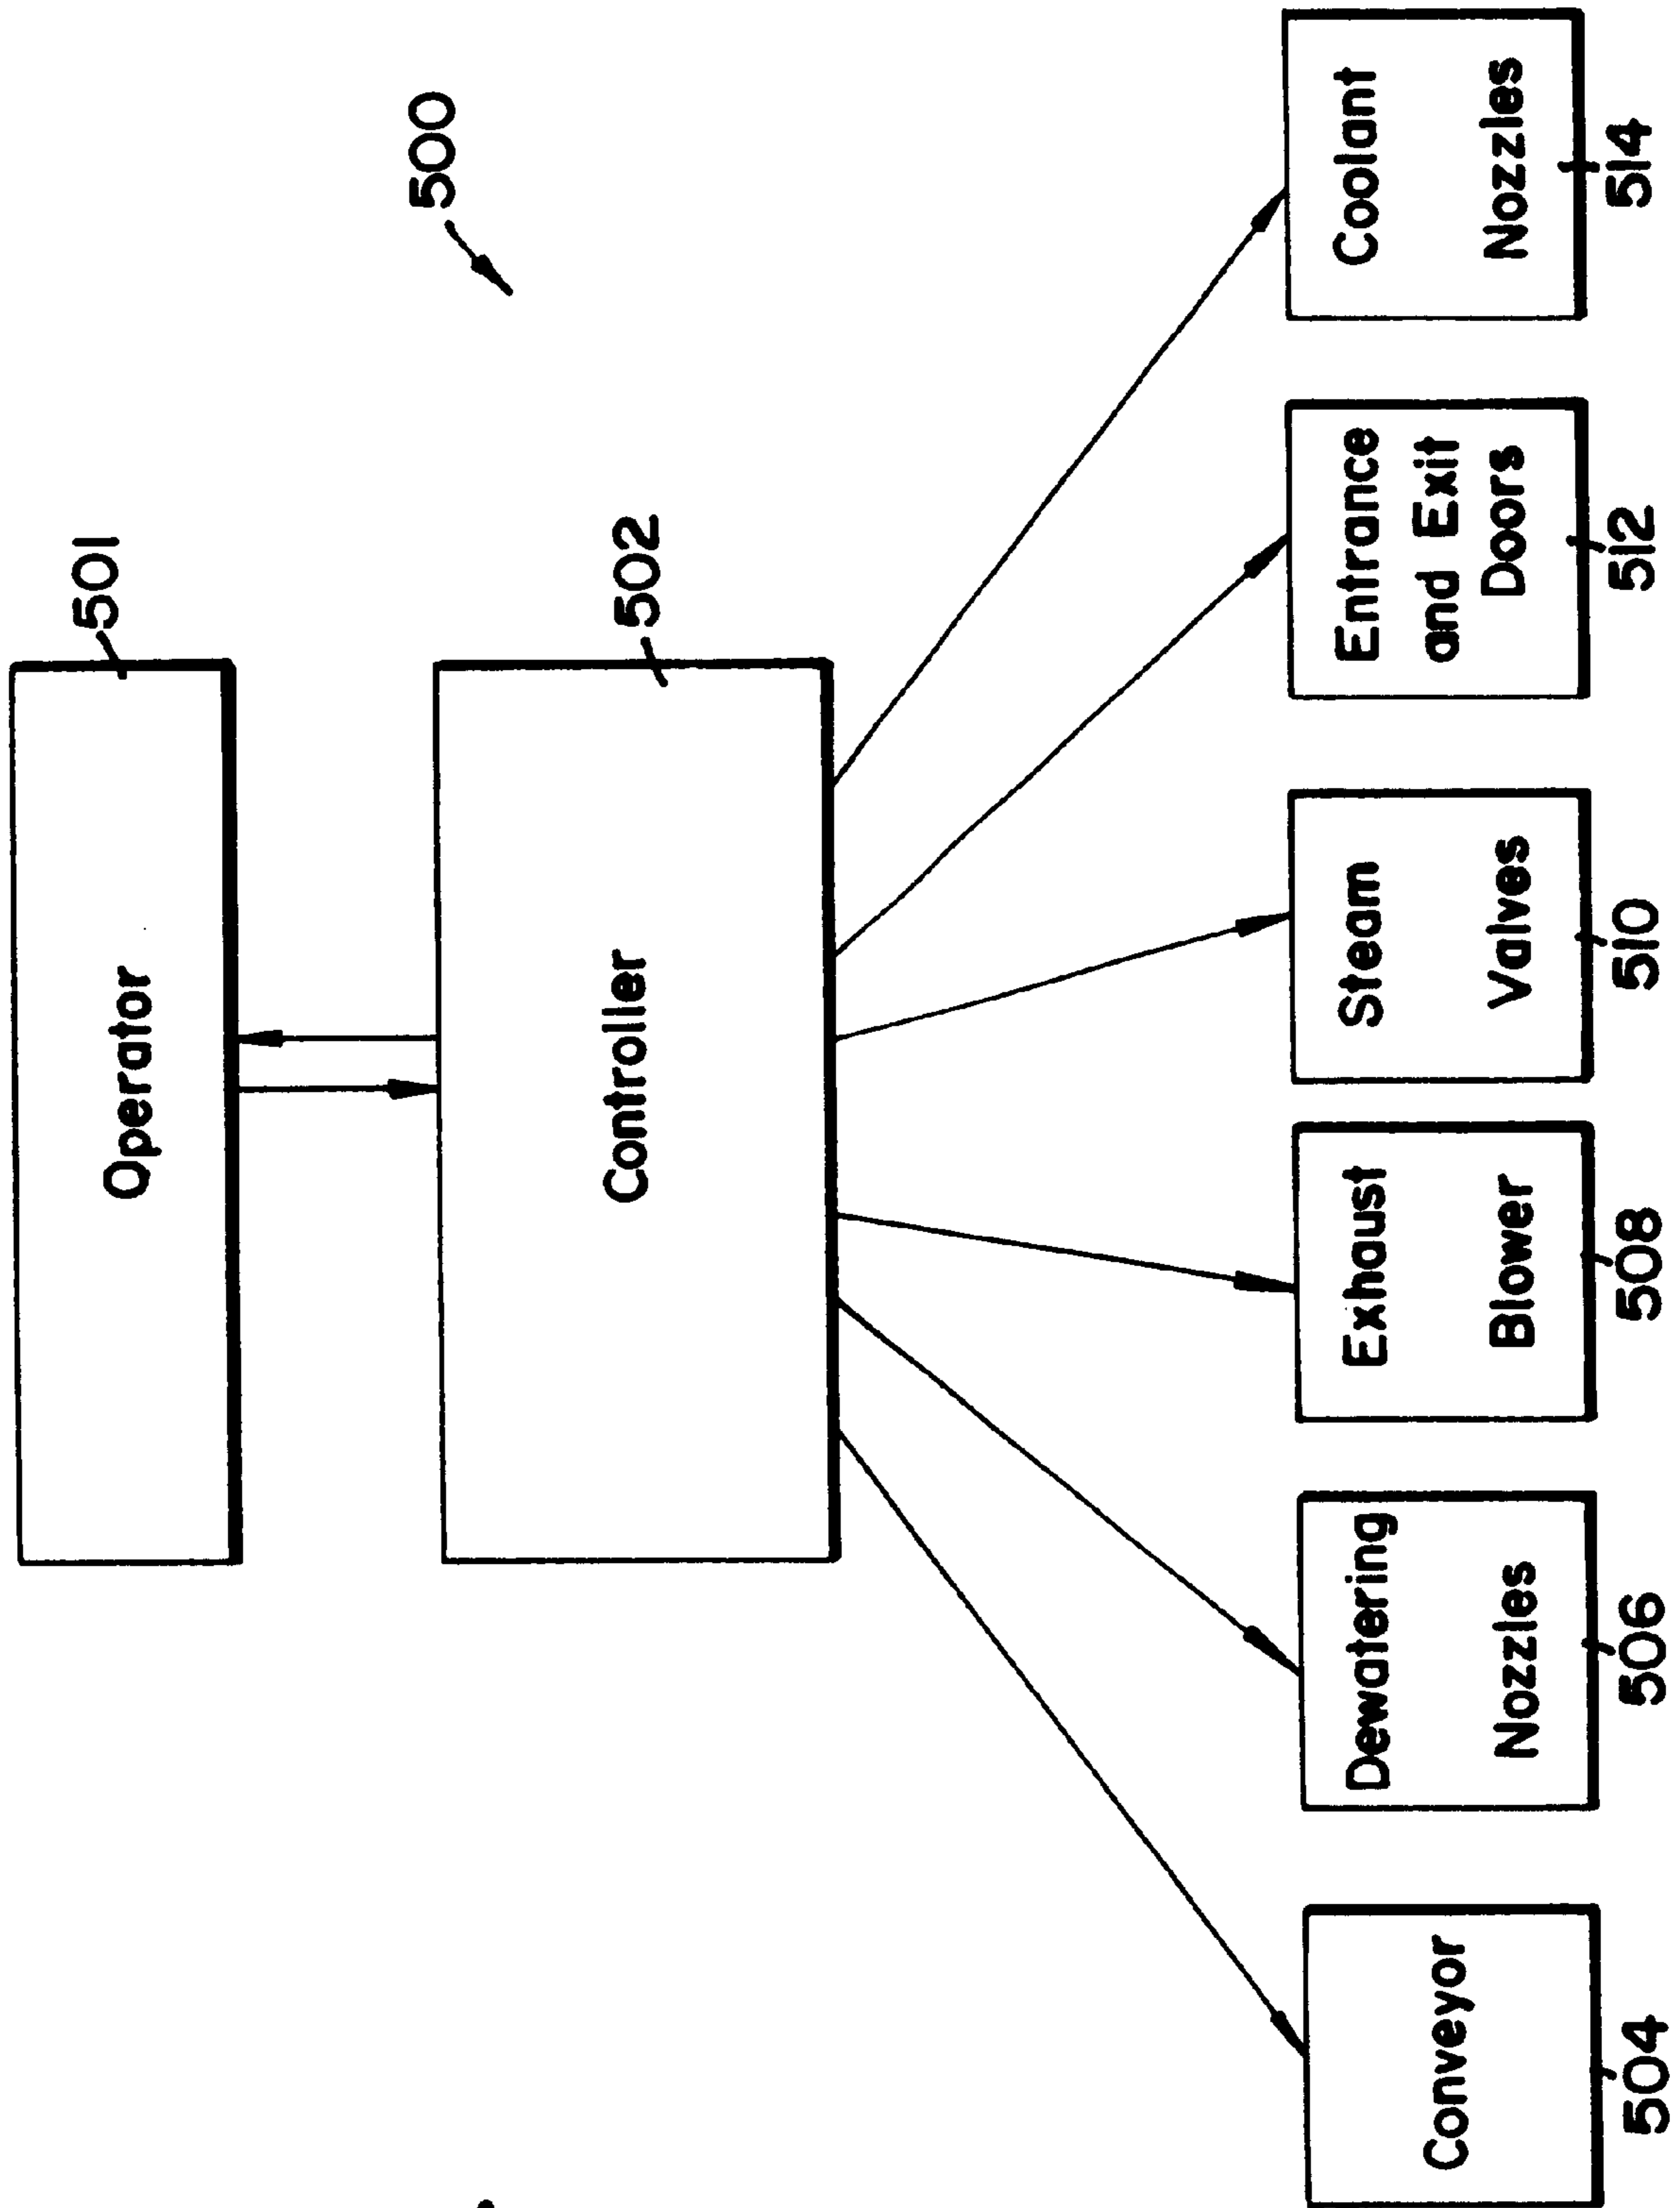 500
501
Operator
502
Controller
Conveyor
504
Dewatering
Nozzles
506
Exhaust
Blower
508
Steam
Valves
510
Entrance
and Exit
Doors
512
Coolant
Nozzles
514